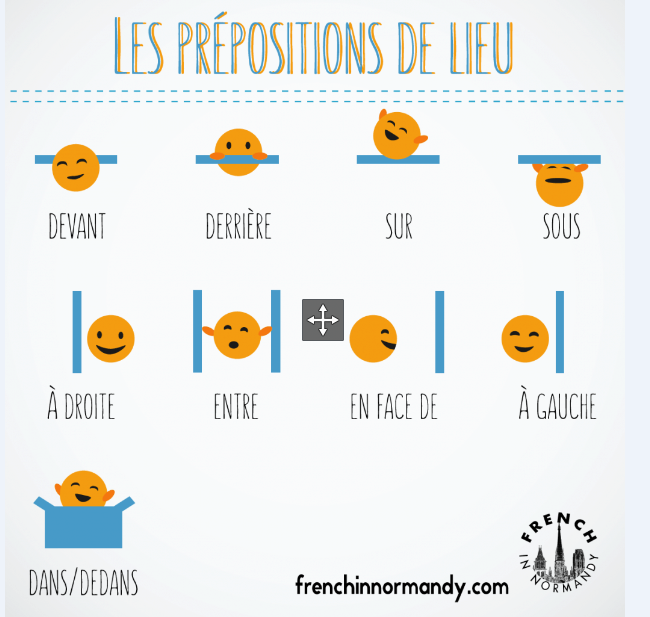 LES PRÉPOSITIONS DE LIEU
DEVANT
DERRIÈRE
SUR
SOUS
À DROITE
ENTRE
EN FACE DE
À GAUCHE
DANS/DEDANS
frenchinnormandy.com
FRENCH
IN NORMANDY